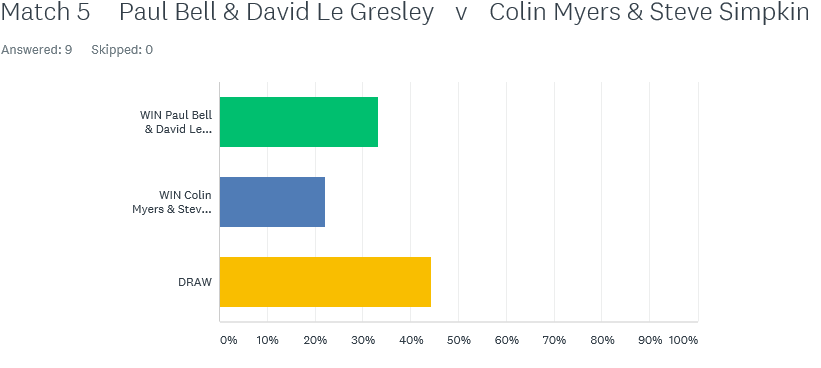 Match 5 Paul Bell & David Le Gresley v Colin Myers & Steve Simpkin
Answered: 9 Skipped: 0
WIN Paul Bell
& David Le...
WIN Colin
Myers & Stev...
DRAW
0% 10% 20% 30% 40% 50% 60% 70% 80% 90% 100%